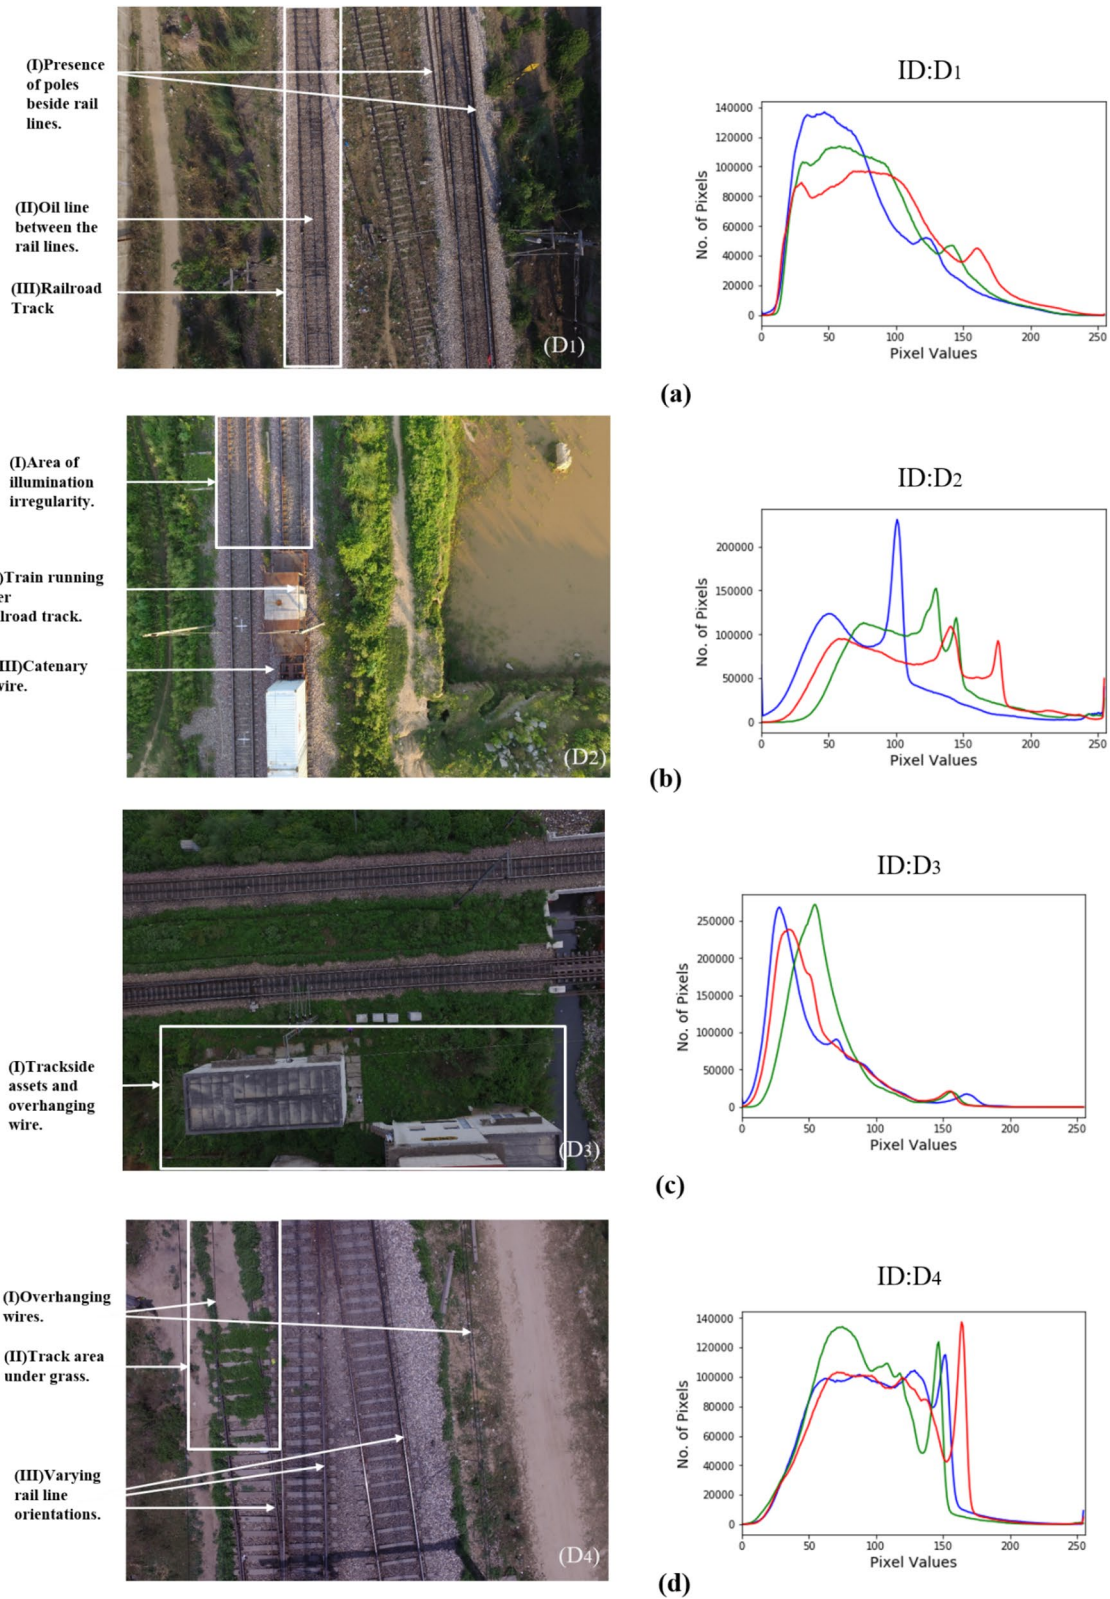 (I)Presence
of poles
beside rail
lines.
(II)Oil line
between the
rail lines.
(III)Railroad
Track
(D1)
ID:D1
No. of Pixels
140000
120000
100000
80000
60000
40000
20000
0
0 50 100 150 200 250
Pixel Values
(a)
(I)Area of
illumination
irregularity.
)Train running
er
lroad track.
III)Catenary
wire.
(D2)
ID:D2
No. of Pixels
200000
150000
100000
50000
0
0 50 100 150 200 250
Pixel Values
(b)
(I)Trackside
assets and
overhanging
wire.
(D3)
ID:D3
No. of Pixels
250000
200000
150000
100000
50000
0
0 50 100 150 200 250
Pixel Values
(c)
(I)Overhanging
wires.
(II)Track area
under grass.
(III)Varying
rail line
orientations.
(D4)
ID:D4
No. of Pixels
140000
120000
100000
80000
60000
40000
20000
0
0 50 100 150 200 250
Pixel Values
(d)